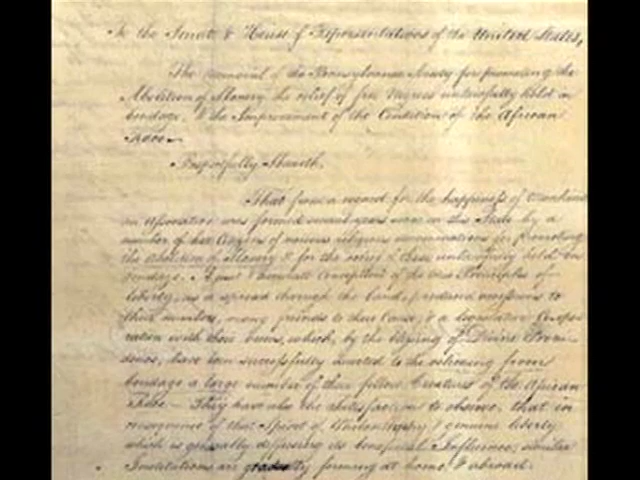 To the Senate & House of Representatives of the United States,
The Memorial of the Pennsylvania Society for promoting the
Abolition of Slavery, the relief of free Negroes unlawfully held in
bondage, & the Improvement of the Condition of the African
Race—
Respectfully Sheweth,
That from a regard for the happiness of Mankind
an Association was formed several years since in this State by a
number of her Citizens of various religious denominations for promoting
the Abolition of Slavery & for the relief of those unlawfully held in
bondage. A just & accurate Conception of the true Principles of
liberty, as it spread through the land, produced accessions to
their numbers, many friends to their Cause, & a legislative Co-ope-
ration with their views, which, by the blessing of Divine Provi-
dence, have been successfully directed to the relieving from
bondage a large number of their fellow Creatures of the African
Race— They have also the Satisfaction to observe, that in
consequence of that Spirit of Philanthropy & genuine liberty
which is generally diffusing its beneficial Influence, similar
Institutions are gradually forming at home & abroad.